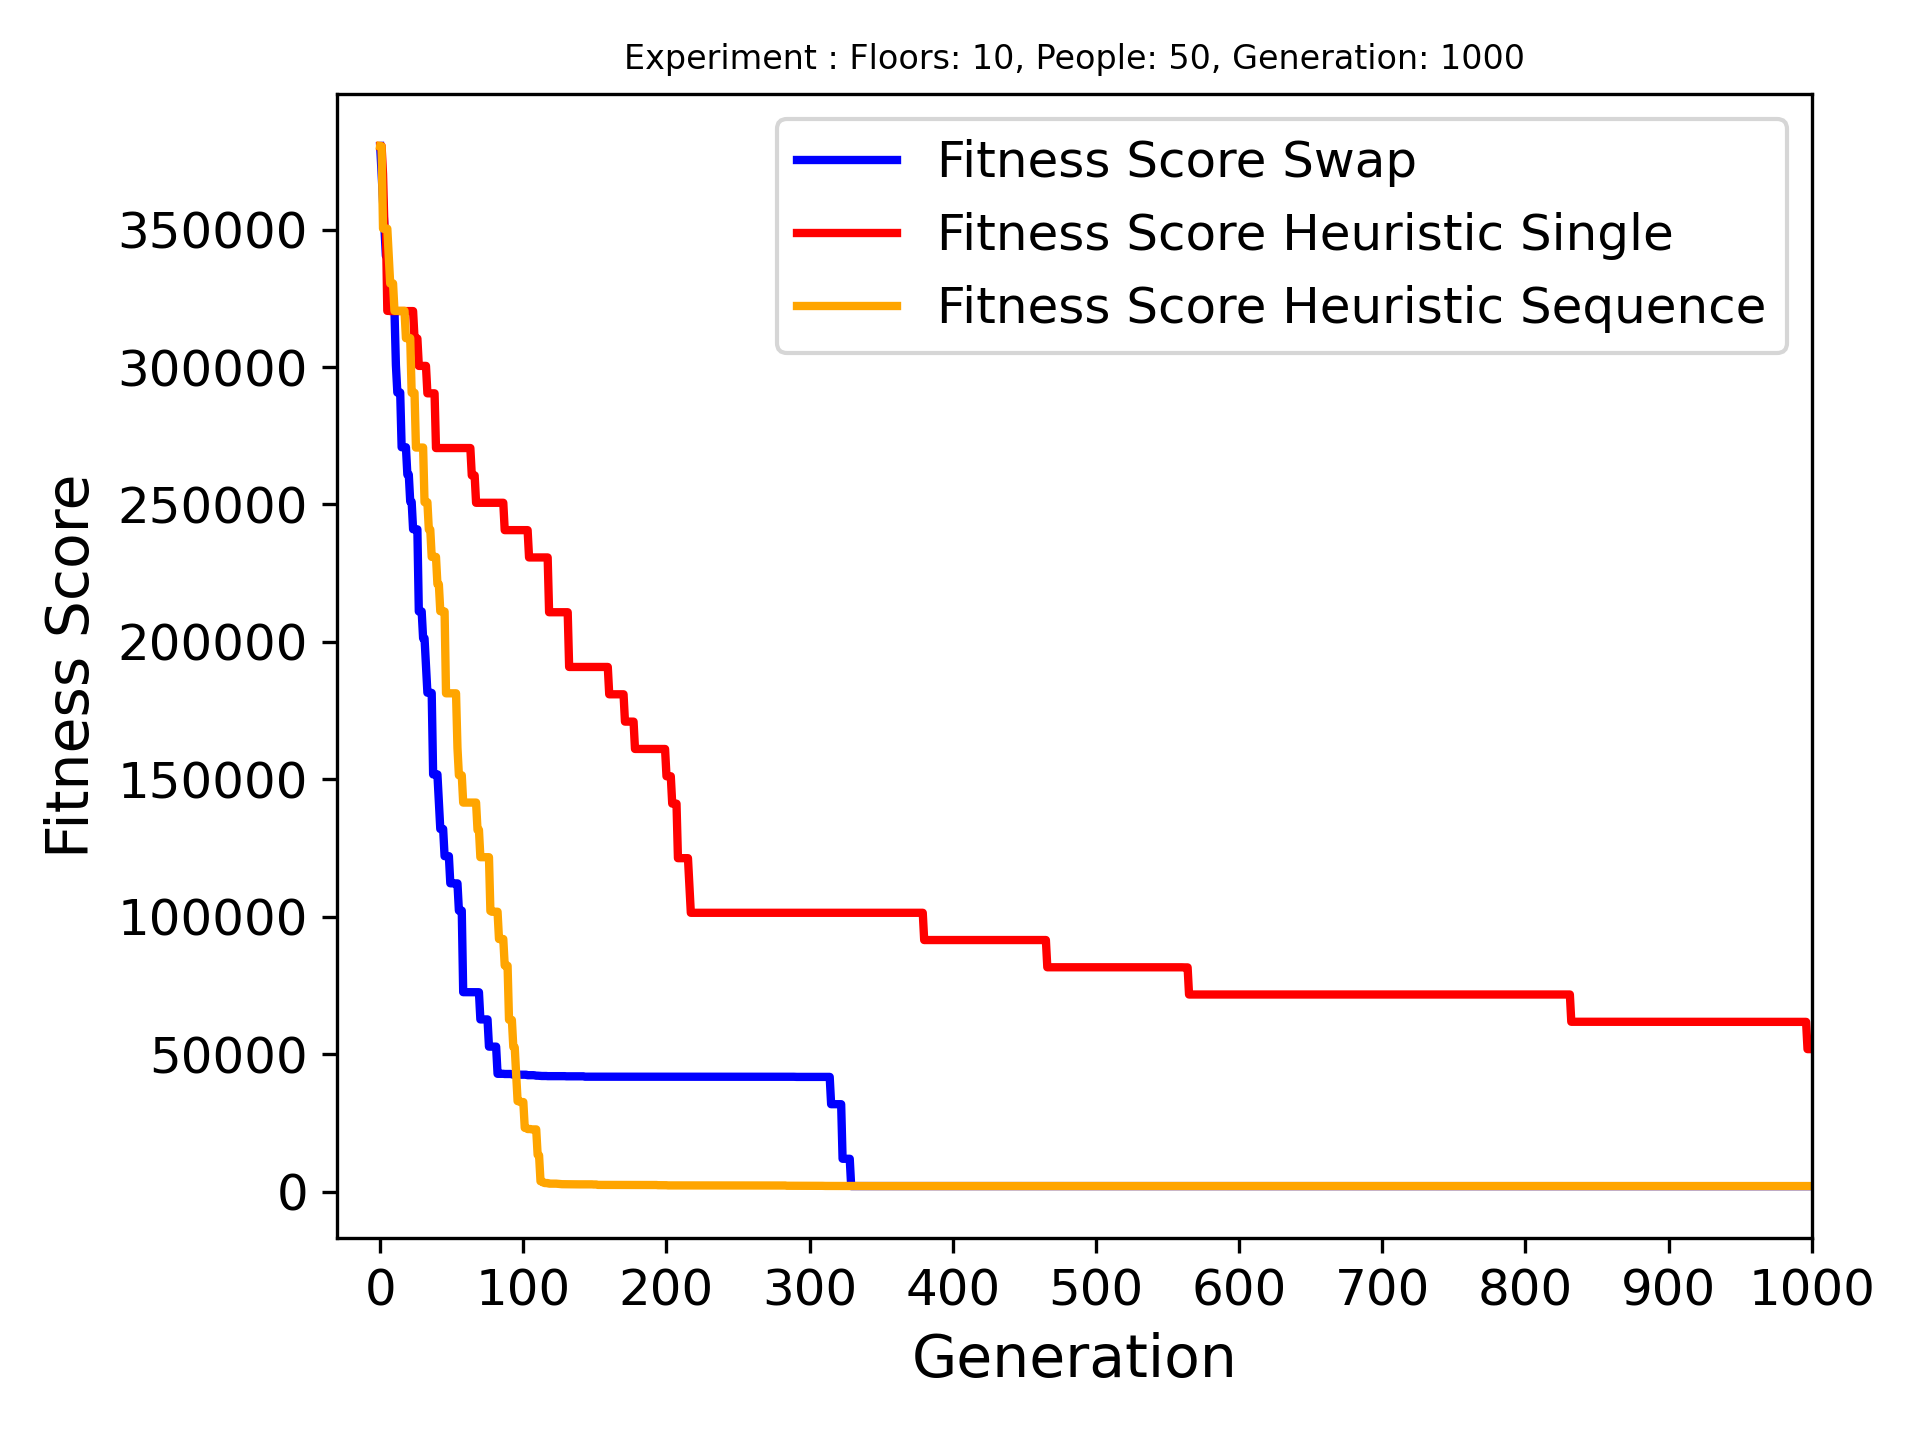 Experiment : Floors: 10, People: 50, Generation: 1000
Fitness Score Swap
Fitness Score Heuristic Single
Fitness Score Heuristic Sequence
Fitness Score
350000
300000
250000
200000
150000
100000
50000
0
0 100 200 300 400 500 600 700 800 900 1000
Generation